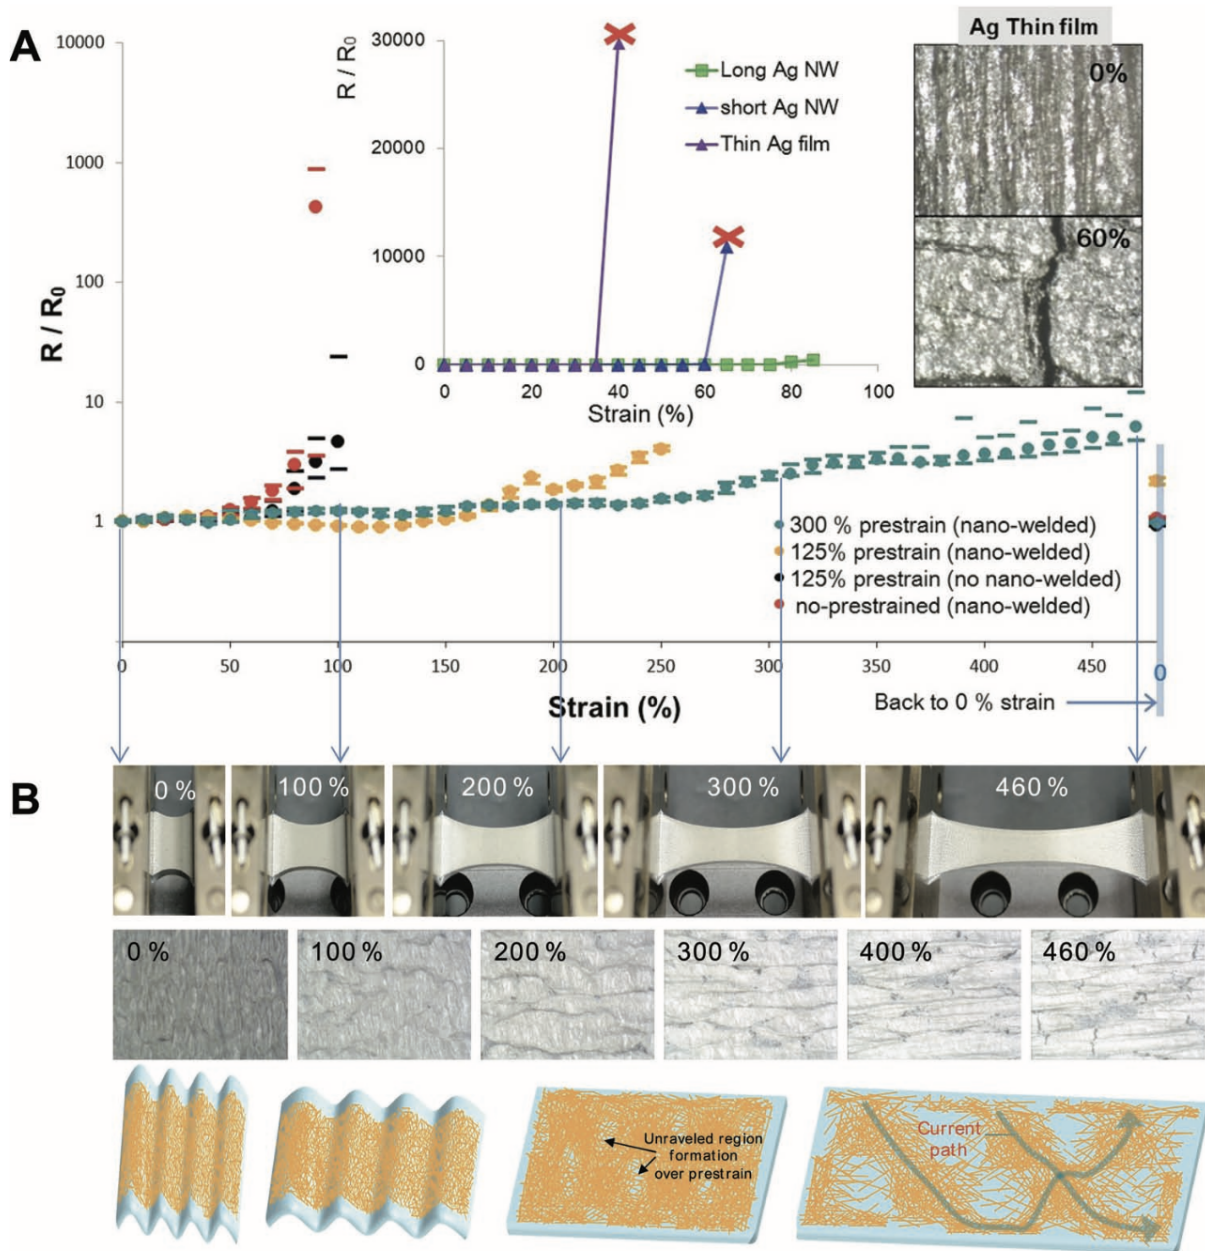 A
R / R0
10000
1000
100
10
1
0
50
100
150
200
250
300
350
400
450
0
Strain (%)
Back to 0 % strain
300 % prestrain (nano-welded)
125% prestrain (nano-welded)
125% prestrain (no nano-welded)
no-prestrained (nano-welded)
R / R0
30000
20000
10000
0
0
20
40
60
80
100
Strain (%)
Long Ag NW
short Ag NW
Thin Ag film
Ag Thin film
0%
60%
B
0 %
100 %
200 %
300 %
460 %
0 %
100 %
200 %
300 %
400 %
460 %
Unraveled region
formation
over prestrain
Current
path